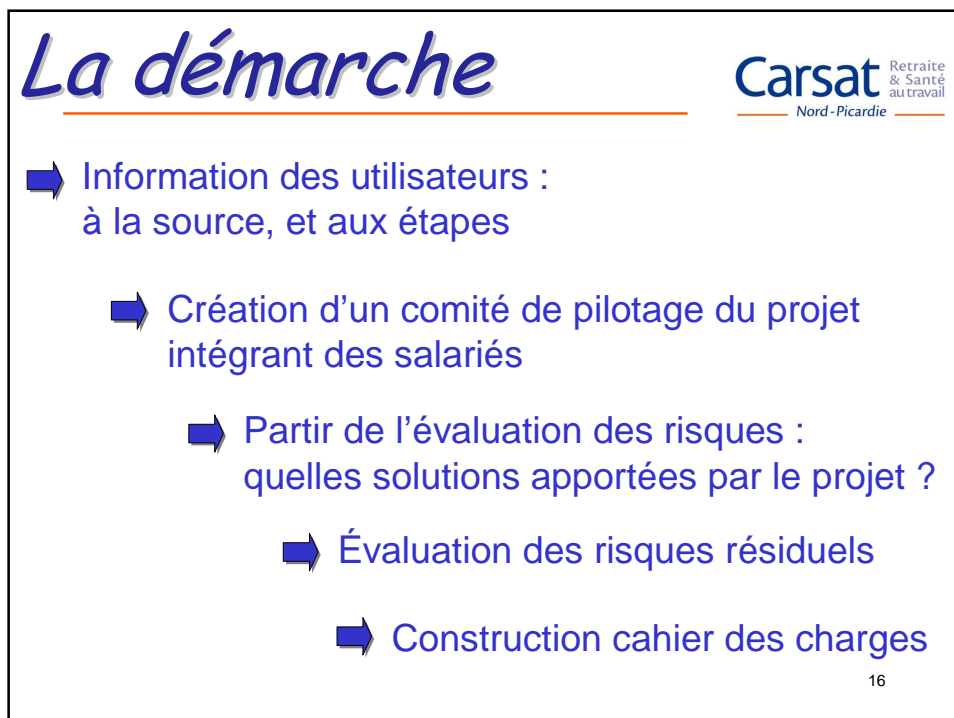 La démarche
Carsat Retraite
& Santé
au travail
Nord-Picardie
Information des utilisateurs :
à la source, et aux étapes
Création d’un comité de pilotage du projet
intégrant des salariés
Partir de l’évaluation des risques :
quelles solutions apportées par le projet ?
Évaluation des risques résiduels
Construction cahier des charges
16